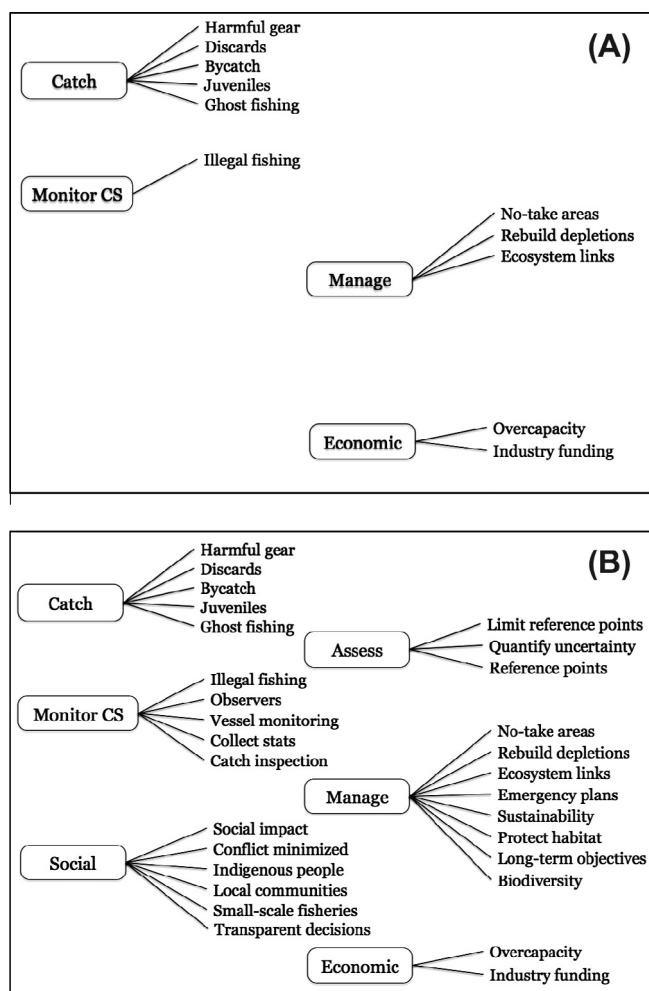 (A)
Catch
Harmful gear
Discards
Bycatch
Juveniles
Ghost fishing
Monitor CS
Illegal fishing
Manage
No-take areas
Rebuild depletions
Ecosystem links
Economic
Overcapacity
Industry funding
(B)
Catch
Harmful gear
Discards
Bycatch
Juveniles
Ghost fishing
Assess
Limit reference points
Quantify uncertainty
Reference points
Monitor CS
Illegal fishing
Observers
Vessel monitoring
Collect stats
Catch inspection
Manage
No-take areas
Rebuild depletions
Ecosystem links
Emergency plans
Sustainability
Protect habitat
Long-term objectives
Biodiversity
Social
Social impact
Conflict minimized
Indigenous people
Local communities
Small-scale fisheries
Transparent decisions
Economic
Overcapacity
Industry funding